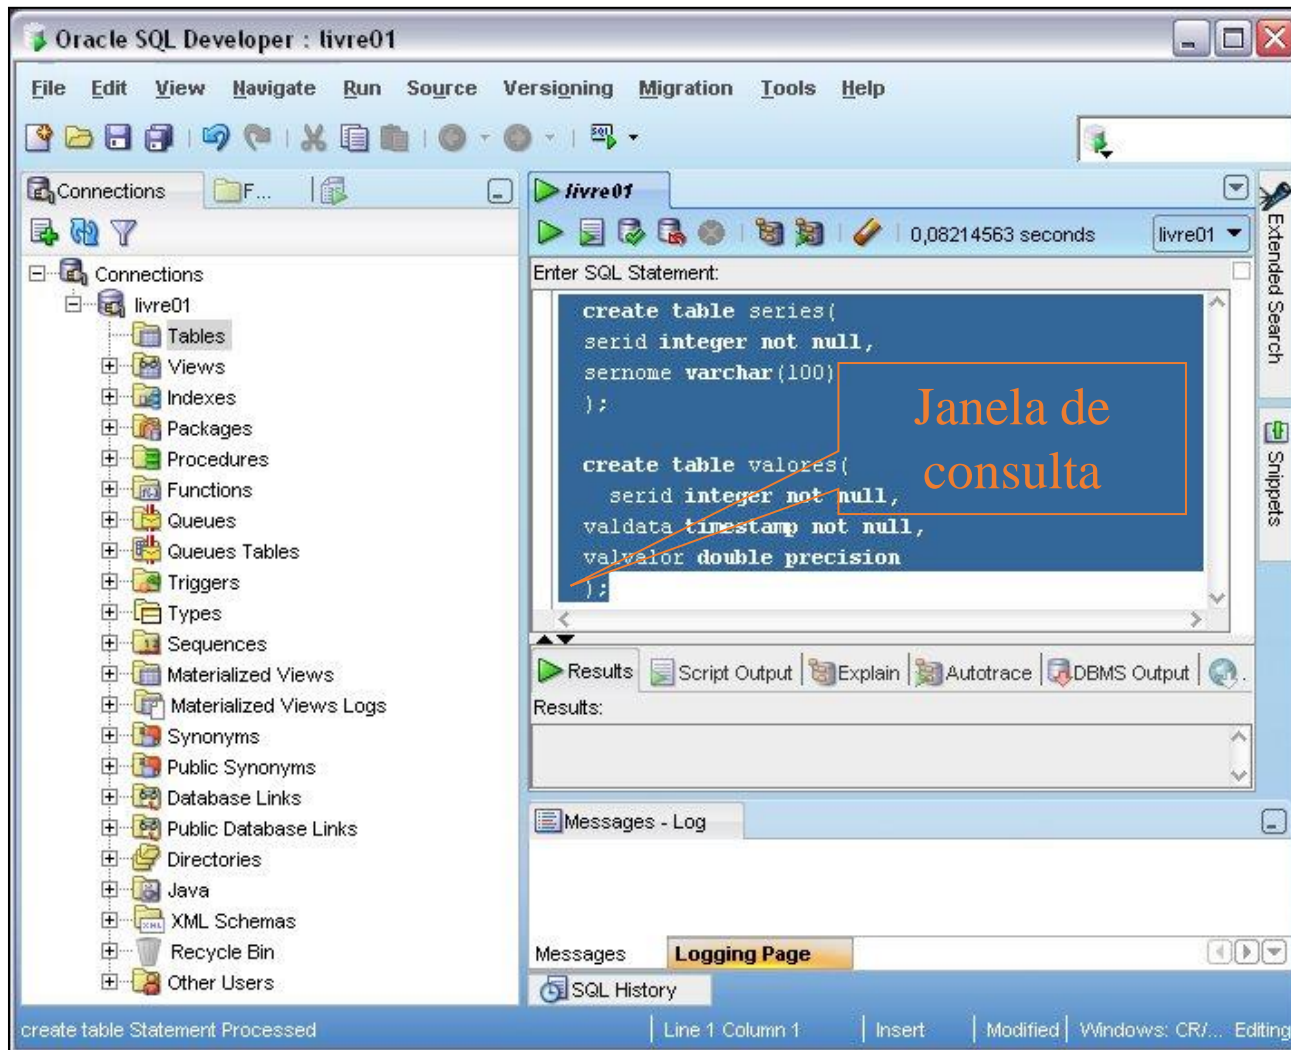 Oracle SQL Developer : livre01
File Edit View Navigate Run Source Versioning Migration Tools Help
Connections F...
Connections
livre01
Tables
Views
Indexes
Packages
Procedures
Functions
Queues
Queues Tables
Triggers
Types
Sequences
Materialized Views
Materialized Views Logs
Synonyms
Public Synonyms
Database Links
Public Database Links
Directories
Java
XML Schemas
Recycle Bin
Other Users
livre01
0,08214563 seconds livre01
Enter SQL Statement:
create table series(
serid integer not null,
sernome varchar(100)
);
create table valores(
serid integer not null,
valdata timestamp not null,
valvalor double precision
);
Janela de
consulta
Results Script Output Explain Autotrace DBMS Output .
Results:
Messages - Log
Messages Logging Page
SQL History
Extended Search
Snippets
create table Statement Processed Line 1 Column 1 Insert Modified Windows: CR/... Editing